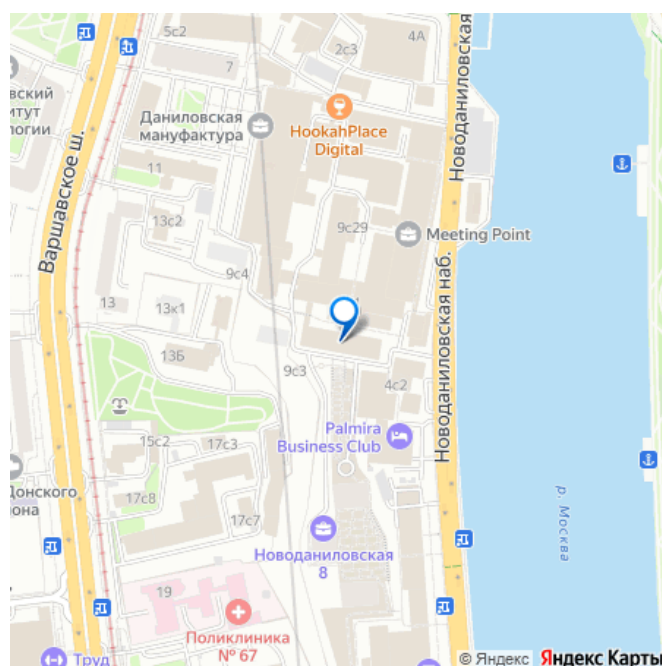 5с2
4А
2с3
7
вский
итут
логии
Даниловская
мануфактура
HookahPlace
Digital
Новоданиловская
Варшавское ш.
11
13с2
9с29
Meeting Point
9с4
13
13к1
Новоданиловская наб.
13Б
9с3
4с2
Palmira
Business Club
15с2
17с3
Донского
она
17с8
17с7
р. Москва
Новоданиловская
8
19
Поликлиника
№ 67
Труд
© Яндекс Яндекс Карты